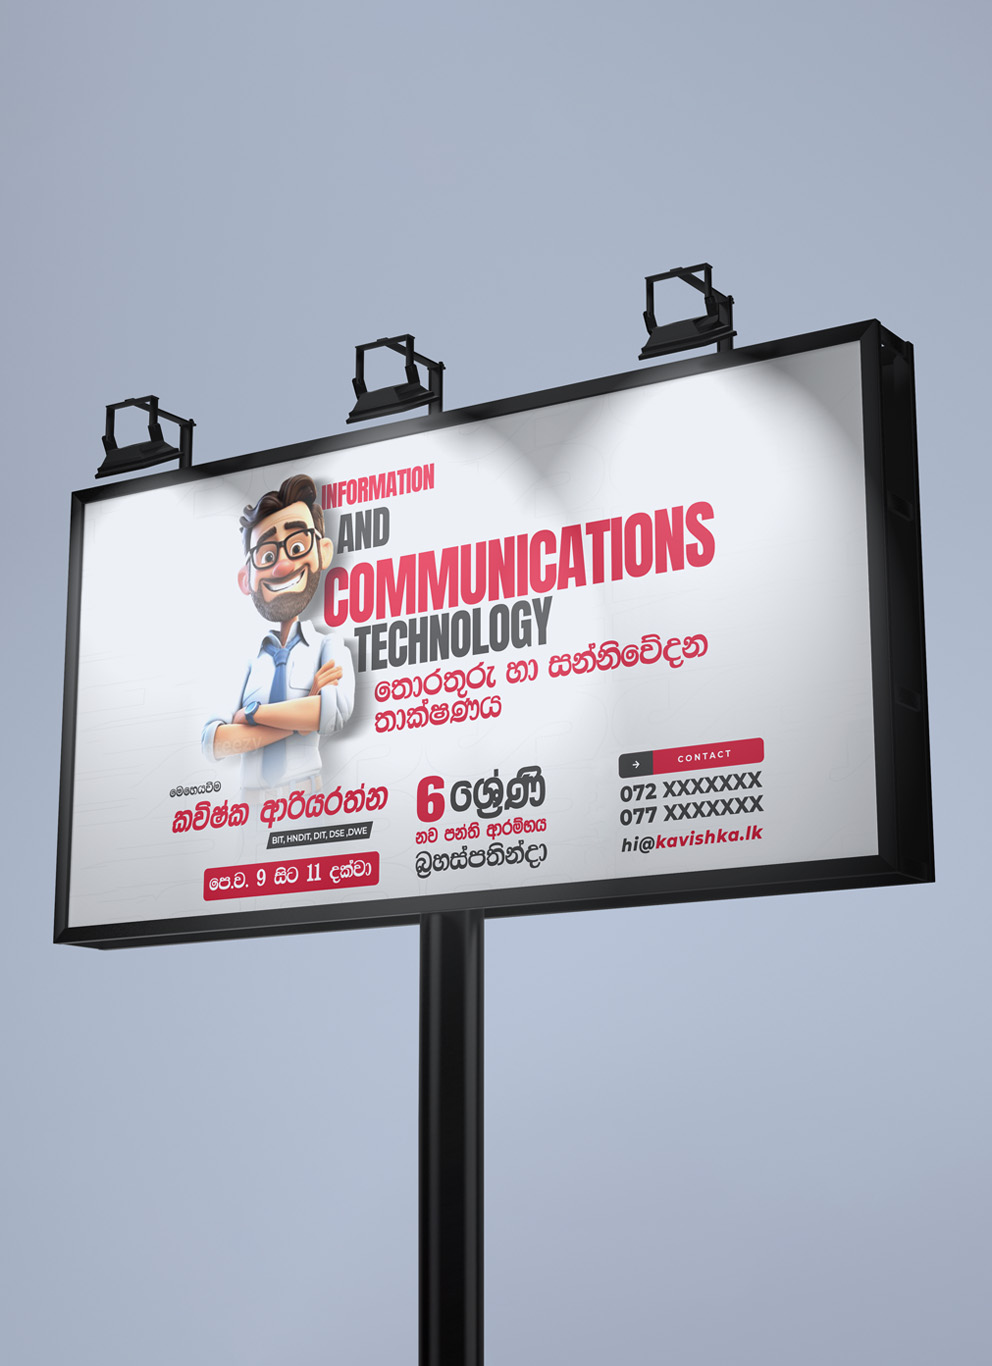 INFORMATION
AND
COMMUNICATIONS
TECHNOLOGY
තොරතුරු හා සන්නිවේදන
තාක්ෂණය
මෙහෙයවීම
කවිෂ්ක ආරියරත්න
BIT, HNDIT, DIT, DSE ,DWE
පෙ.ව. 9 සිට 11 දක්වා
6 ශ්‍රේණි
නව පන්ති ආරම්භය
බ්‍රහස්පතින්දා
CONTACT
072 XXXXXXX
077 XXXXXXX
hi@kavishka.lk